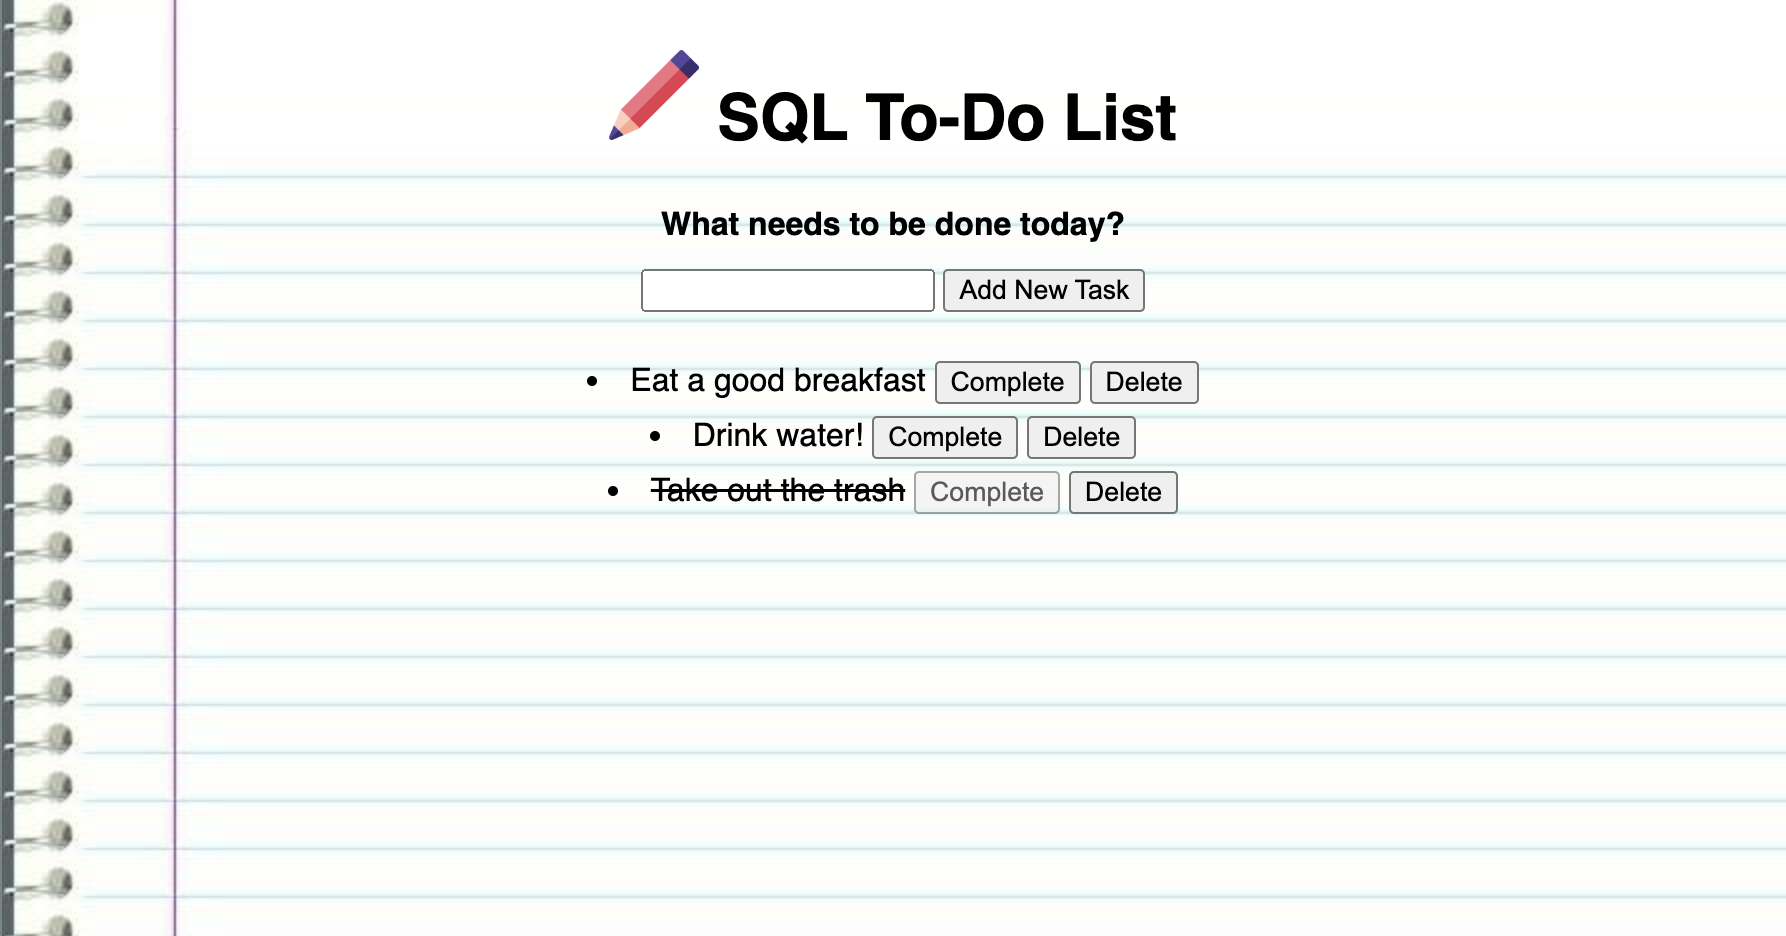 SQL To-Do List
What needs to be done today?
Add New Task
• Eat a good breakfast Complete Delete
• Drink water! Complete Delete
• Take out the trash Complete Delete